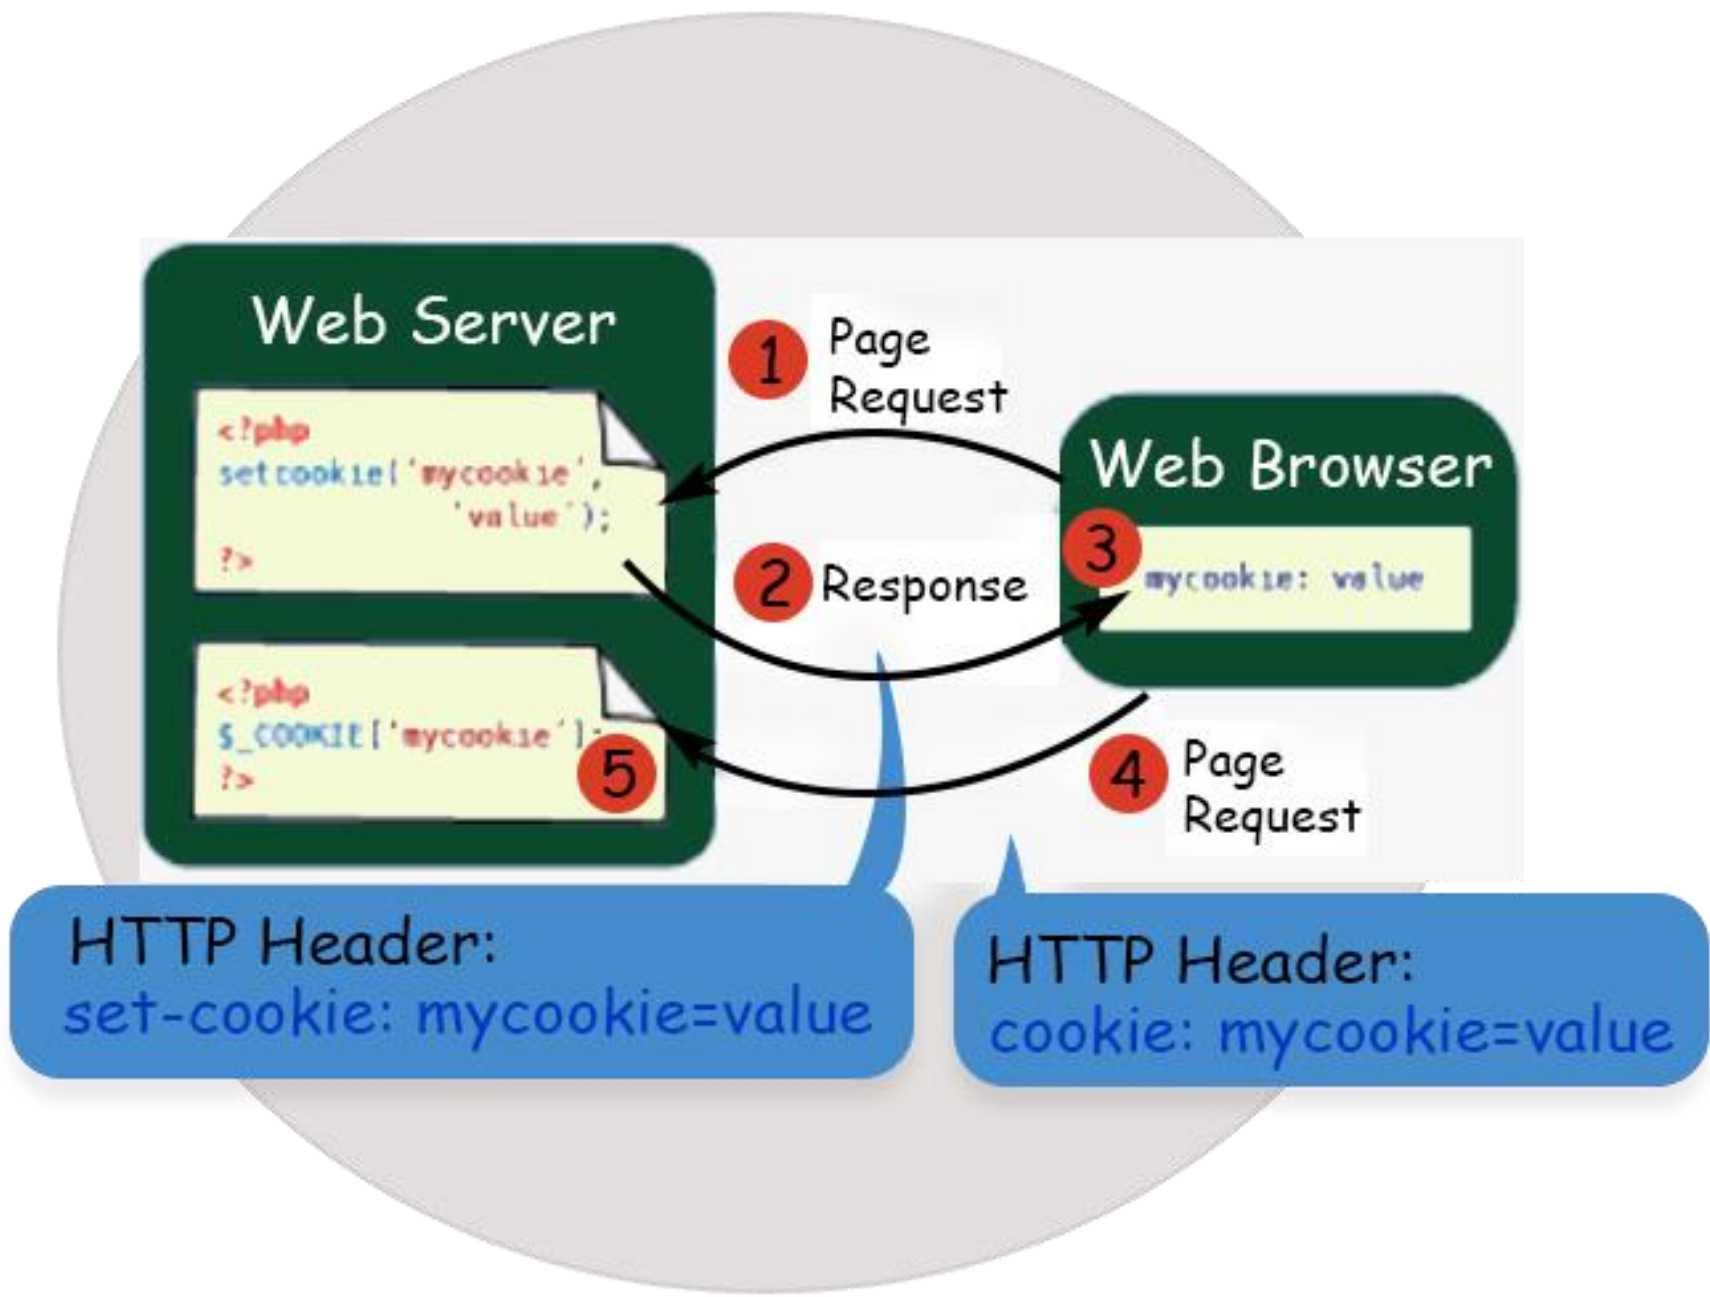 Web Server
<?php
setcookie('mycookie',
'value');
?>
<?php
$_COOKIE['mycookie'];
?>
5
1
Page
Request
2
Response
Web Browser
3
mycookie: value
4
Page
Request
HTTP Header:
set-cookie: mycookie=value
HTTP Header:
cookie: mycookie=value